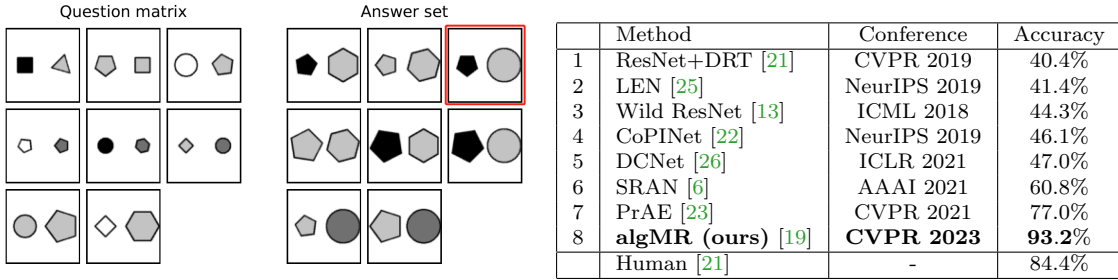 Question matrix
Answer set
Method Conference Accuracy
1 ResNet+DRT [21] CVPR 2019 40.4%
2 LEN [25] NeurIPS 2019 41.4%
3 Wild ResNet [13] ICML 2018 44.3%
4 CoPINet [22] NeurIPS 2019 46.1%
5 DCNet [26] ICLR 2021 47.0%
6 SRAN [6] AAAI 2021 60.8%
7 PrAE [23] CVPR 2021 77.0%
8 algMR (ours) [19] CVPR 2023 93.2%
Human [21] - 84.4%